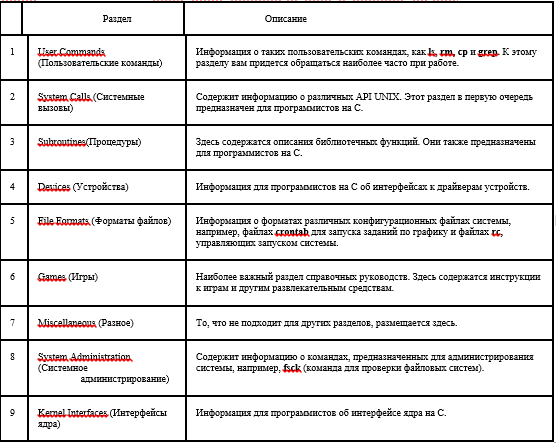 Раздел Описание
1 User Commands Информация о таких пользовательских командах, как ls, rm, cp и grep. К этому
(Пользовательские команды) разделу вам придется обращаться наиболее часто при работе.
2 System Calls (Системные Содержит информацию о различных API UNIX. Этот раздел в первую очередь
вызовы) предназначен для программистов на C.
3 Subroutines(Процедуры) Здесь содержатся описания библиотечных функций. Они также предназначены
для программистов на C.
4 Devices (Устройства) Информация для программистов на C об интерфейсах к драйверам устройств.
5 File Formats (Форматы файлов) Информация о форматах различных конфигурационных файлах системы,
например, файлах crontab для запуска заданий по графику и файлах rc,
управляющих запуском системы.
6 Games (Игры) Наиболее важный раздел справочных руководств. Здесь содержатся инструкции
к играм и другим развлекательным средствам.
7 Miscellaneous (Разное) То, что не подходит для других разделов, размещается здесь.
8 System Administration Содержит информацию о командах, предназначенных для администрирования
(Системное системы, например, fsck (команда для проверки файловых систем).
администрирование)
9 Kernel Interfaces (Интерфейсы Информация для программистов об интерфейсе ядра на C.
ядра)